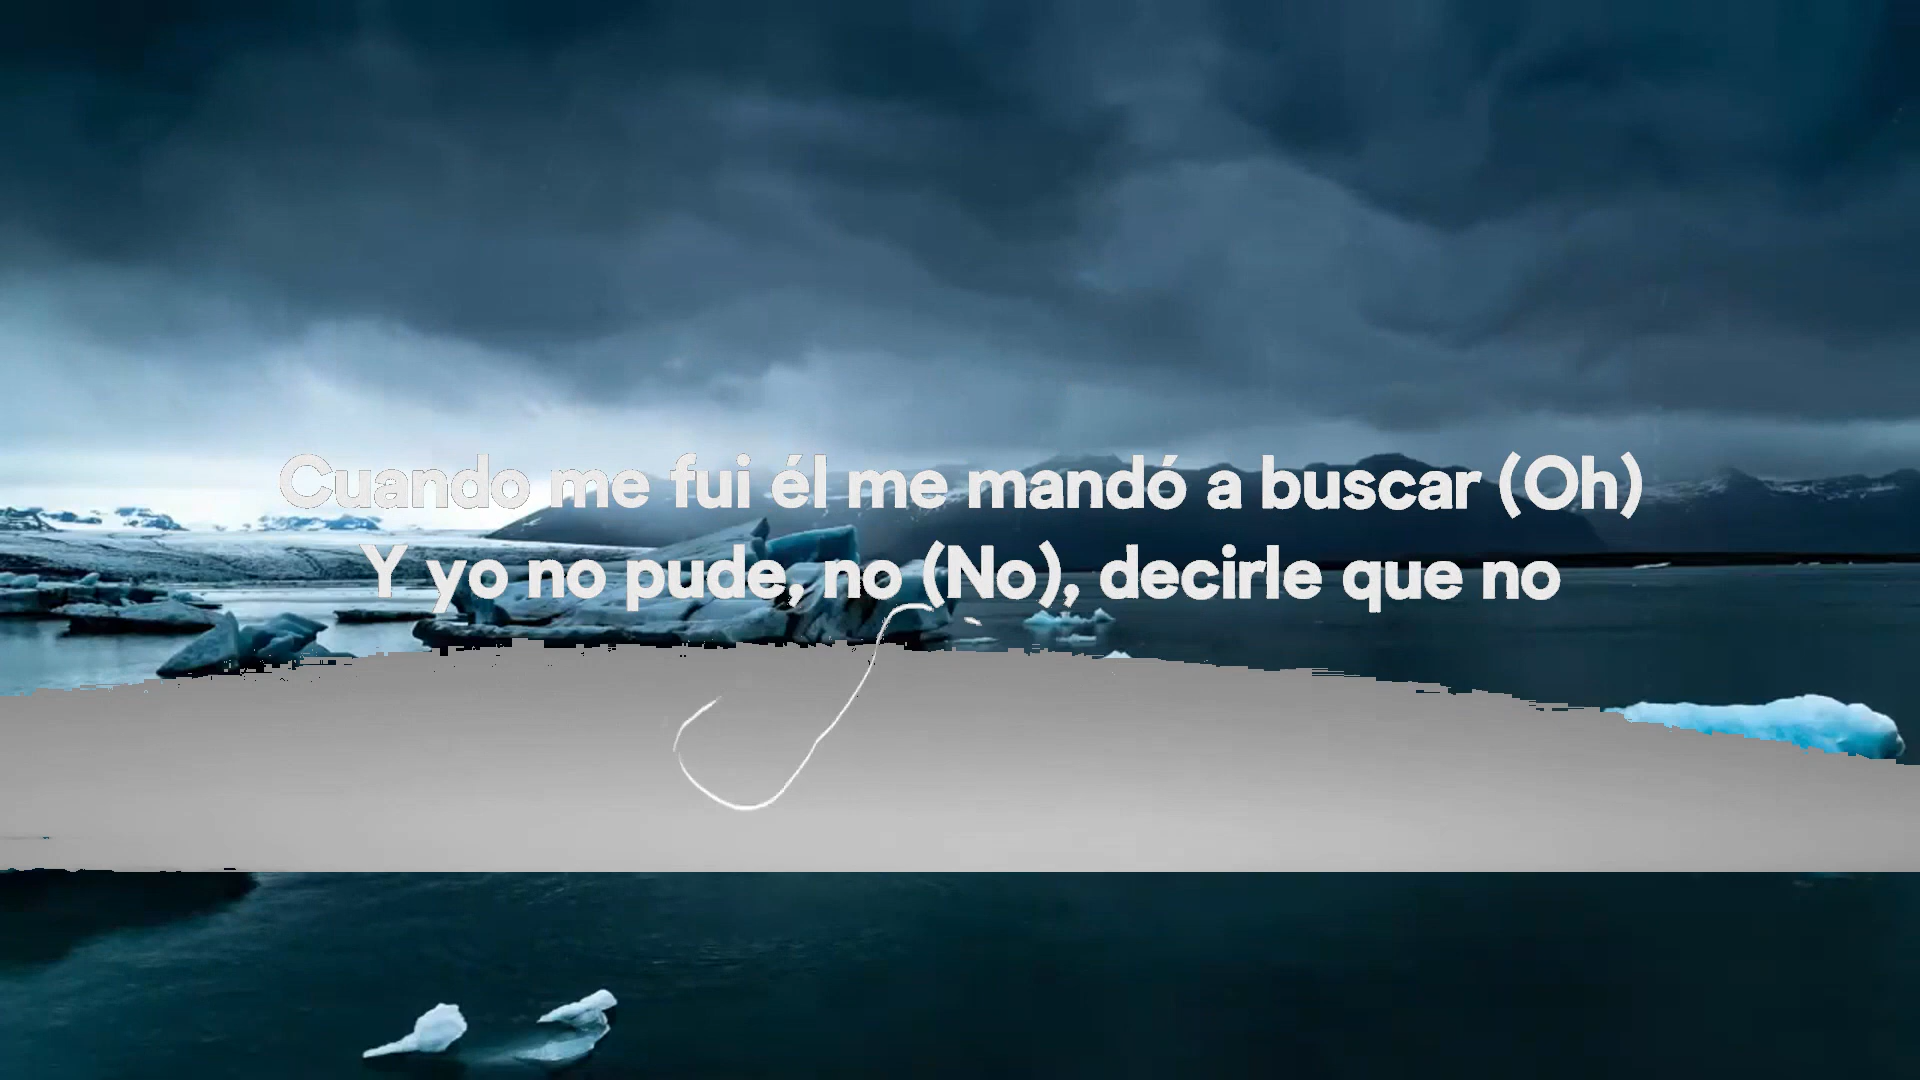 Cuando me fui él me mandó a buscar (Oh)
Y yo no pude, no (No), decirle que no